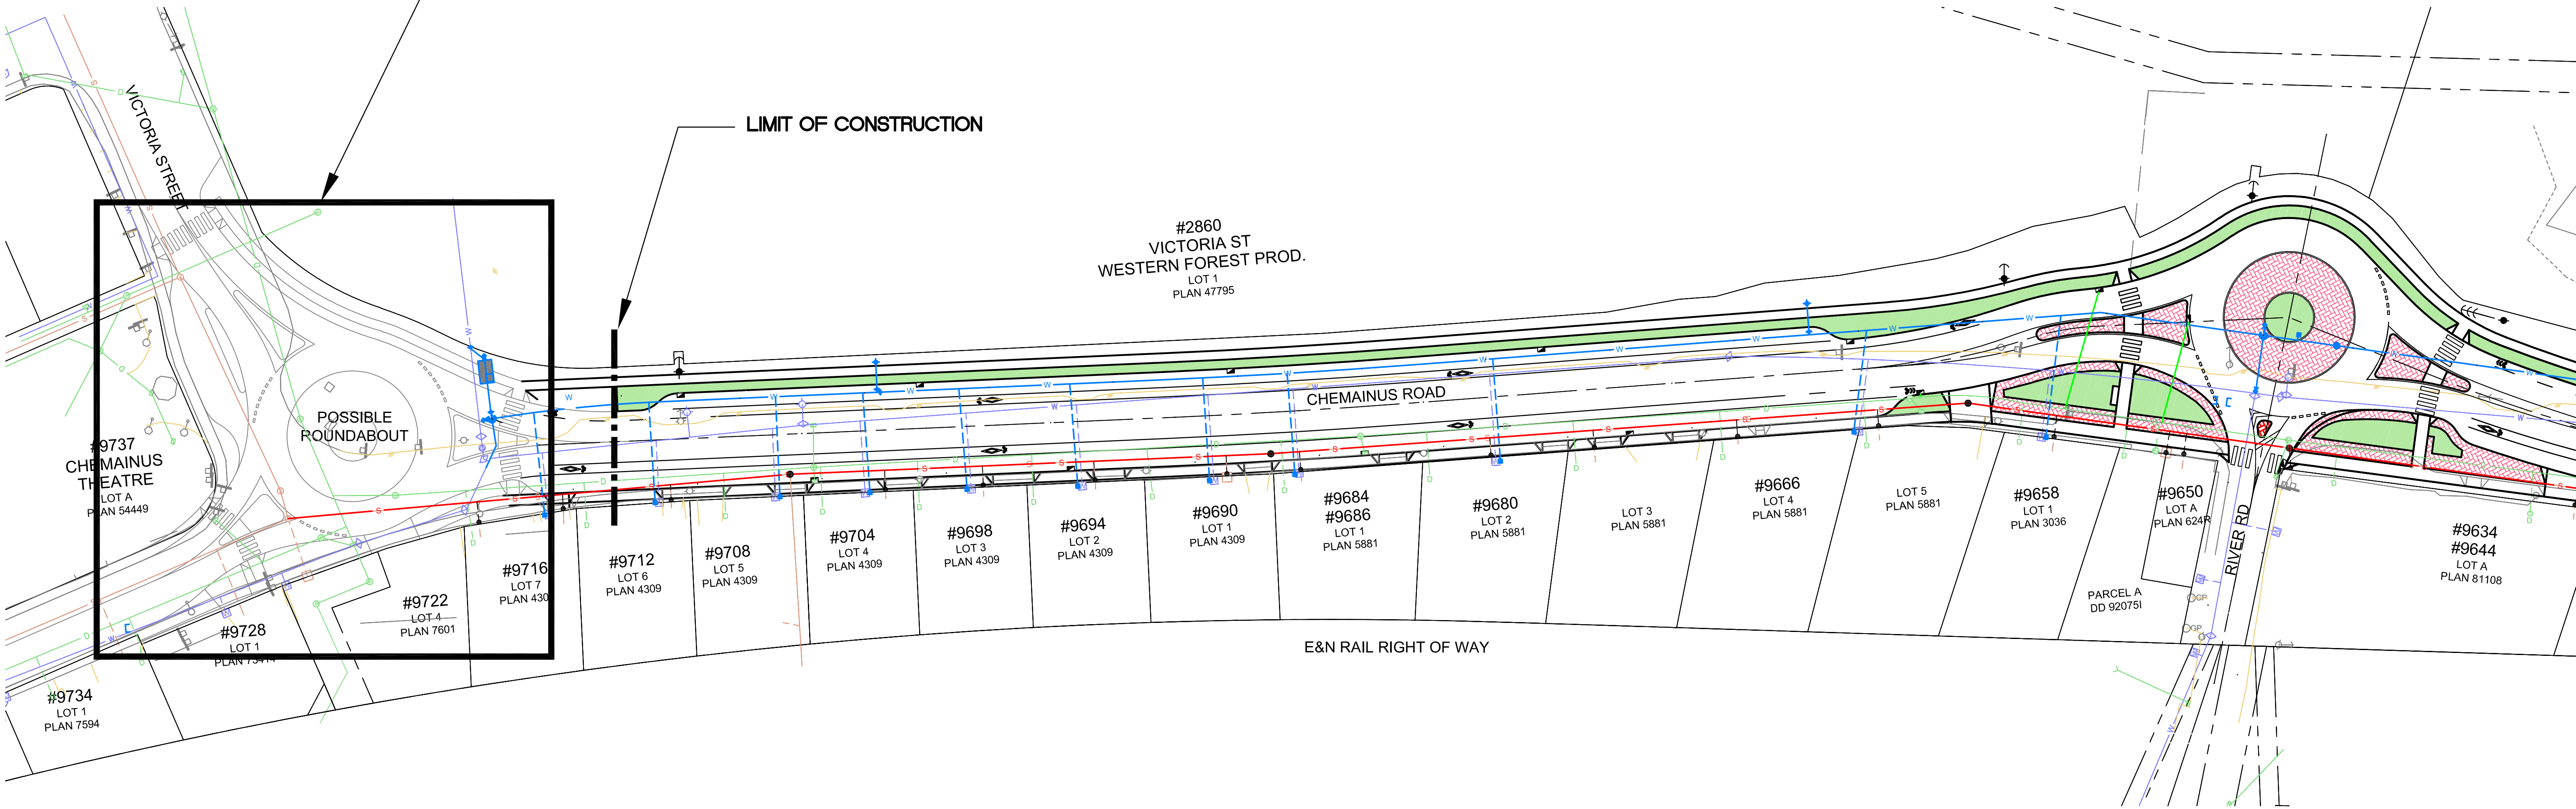 VICTORIA STREET
LIMIT OF CONSTRUCTION
#2860
VICTORIA ST
WESTERN FOREST PROD.
LOT 1
PLAN 47795
POSSIBLE
ROUNDABOUT
CHEMAINUS ROAD
#9737
CHEMAINUS
THEATRE
LOT A
PLAN 54449
#9734
LOT 1
PLAN 7594
#9728
LOT 1
#9722
LOT 4
PLAN 7601
#9716
LOT 7
PLAN 430
#9712
LOT 6
PLAN 4309
#9708
LOT 5
PLAN 4309
#9704
LOT 4
PLAN 4309
#9698
LOT 3
PLAN 4309
#9694
LOT 2
PLAN 4309
#9690
LOT 1
PLAN 4309
#9684
#9686
LOT 1
PLAN 5881
#9680
LOT 2
PLAN 5881
LOT 3
PLAN 5881
#9666
LOT 4
PLAN 5881
LOT 5
PLAN 5881
#9658
LOT 1
PLAN 3036
#9650
LOT A
PLAN 624R
PARCEL A
DD 92075I
RIVER RD
#9634
#9644
LOT A
PLAN 81108
E&N RAIL RIGHT OF WAY